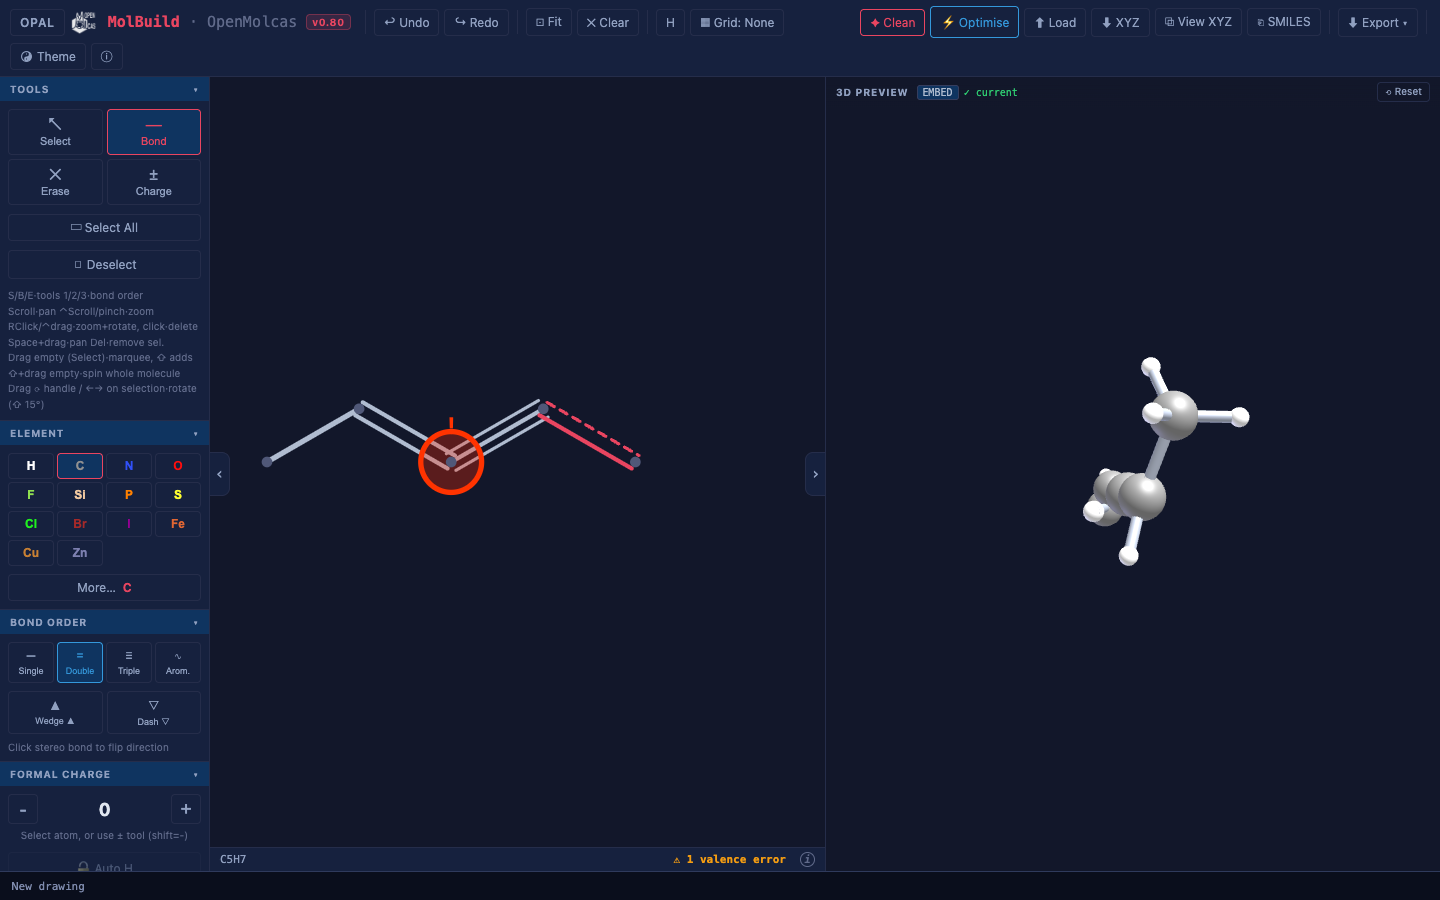 OPAL
OPEN
MOLCAS
MolBuild · OpenMolcas v0.80
Undo
Redo
Fit
Clear
H
Grid: None
Clean
Optimise
Load
XYZ
View XYZ
SMILES
Export
Theme
TOOLS
Select
Bond
Erase
± Charge
Select All
Deselect
S/B/E·tools 1/2/3·bond order
Scroll·pan ^Scroll/pinch·zoom
RClick/^drag·zoom+rotate, click·delete
Space+drag·pan Del·remove sel.
Drag empty (Select)·marquee, ⇧ adds
⇧+drag empty·spin whole molecule
Drag ⟳ handle / ←→ on selection·rotate
(⇧ 15°)
ELEMENT
H C N O
F Si P S
Cl Br I Fe
Cu Zn
More... C
BOND ORDER
Single
Double
Triple
Arom.
Wedge ▲
Dash ▽
Click stereo bond to flip direction
FORMAL CHARGE
- 0 +
Select atom, or use ± tool (shift=-)
Auto H
!
C5H7
⚠ 1 valence error
i
3D PREVIEW EMBED ✓ current
Reset
New drawing